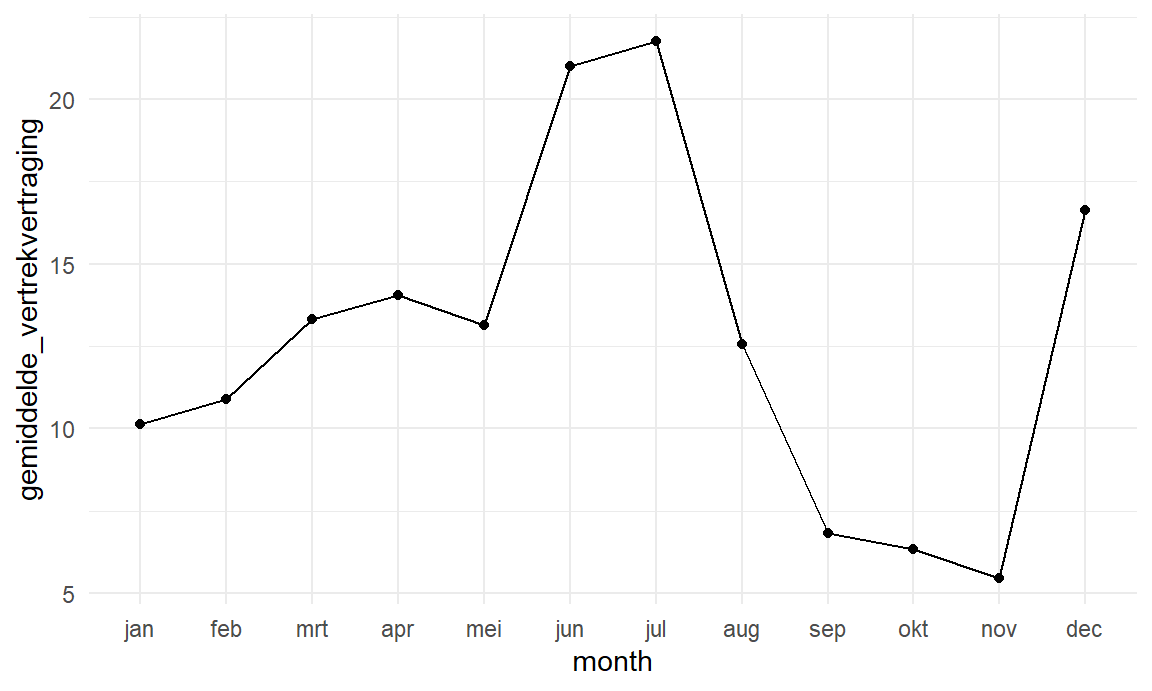 gemiddelde_vertrekvertraging
20
15
10
5
jan feb mrt apr mei jun jul aug sep okt nov dec
month